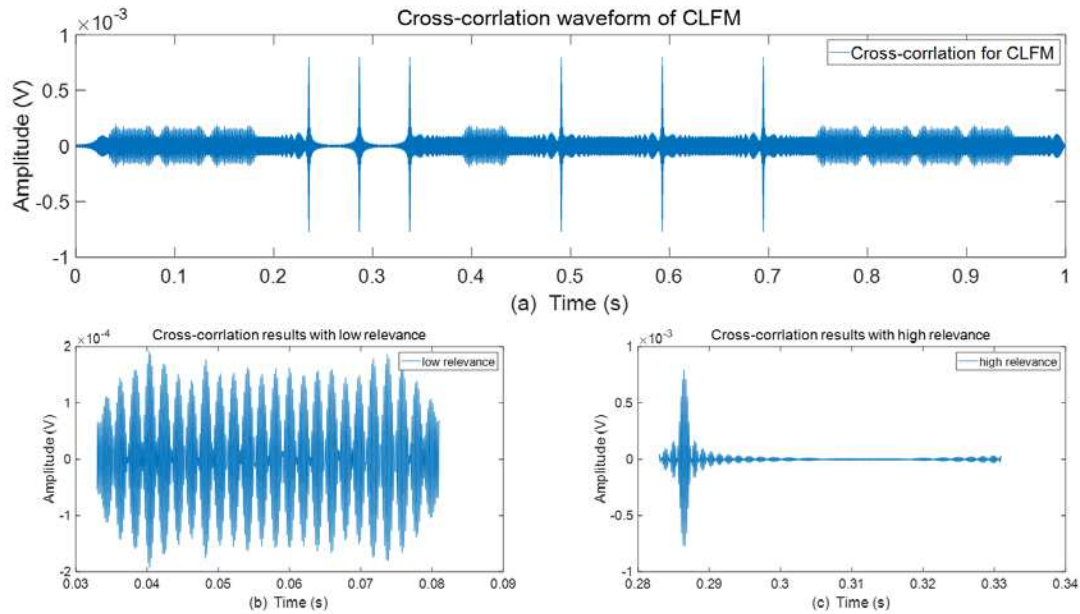 Cross-corrlation waveform of CLFM
×10⁻³
Cross-corrlation for CLFM
Amplitude (V)
1
0.5
0
-0.5
-1
0 0.1 0.2 0.3 0.4 0.5 0.6 0.7 0.8 0.9 1
(a) Time (s)
Cross-corrlation results with low relevance
×10⁻⁴
low relevance
Amplitude (V)
2
1
0
-1
-2
0.03 0.04 0.05 0.06 0.07 0.08 0.09
(b) Time (s)
Cross-corrlation results with high relevance
×10⁻³
high relevance
Amplitude (V)
1
0.5
0
-0.5
-1
0.28 0.29 0.3 0.31 0.32 0.33 0.34
(c) Time (s)